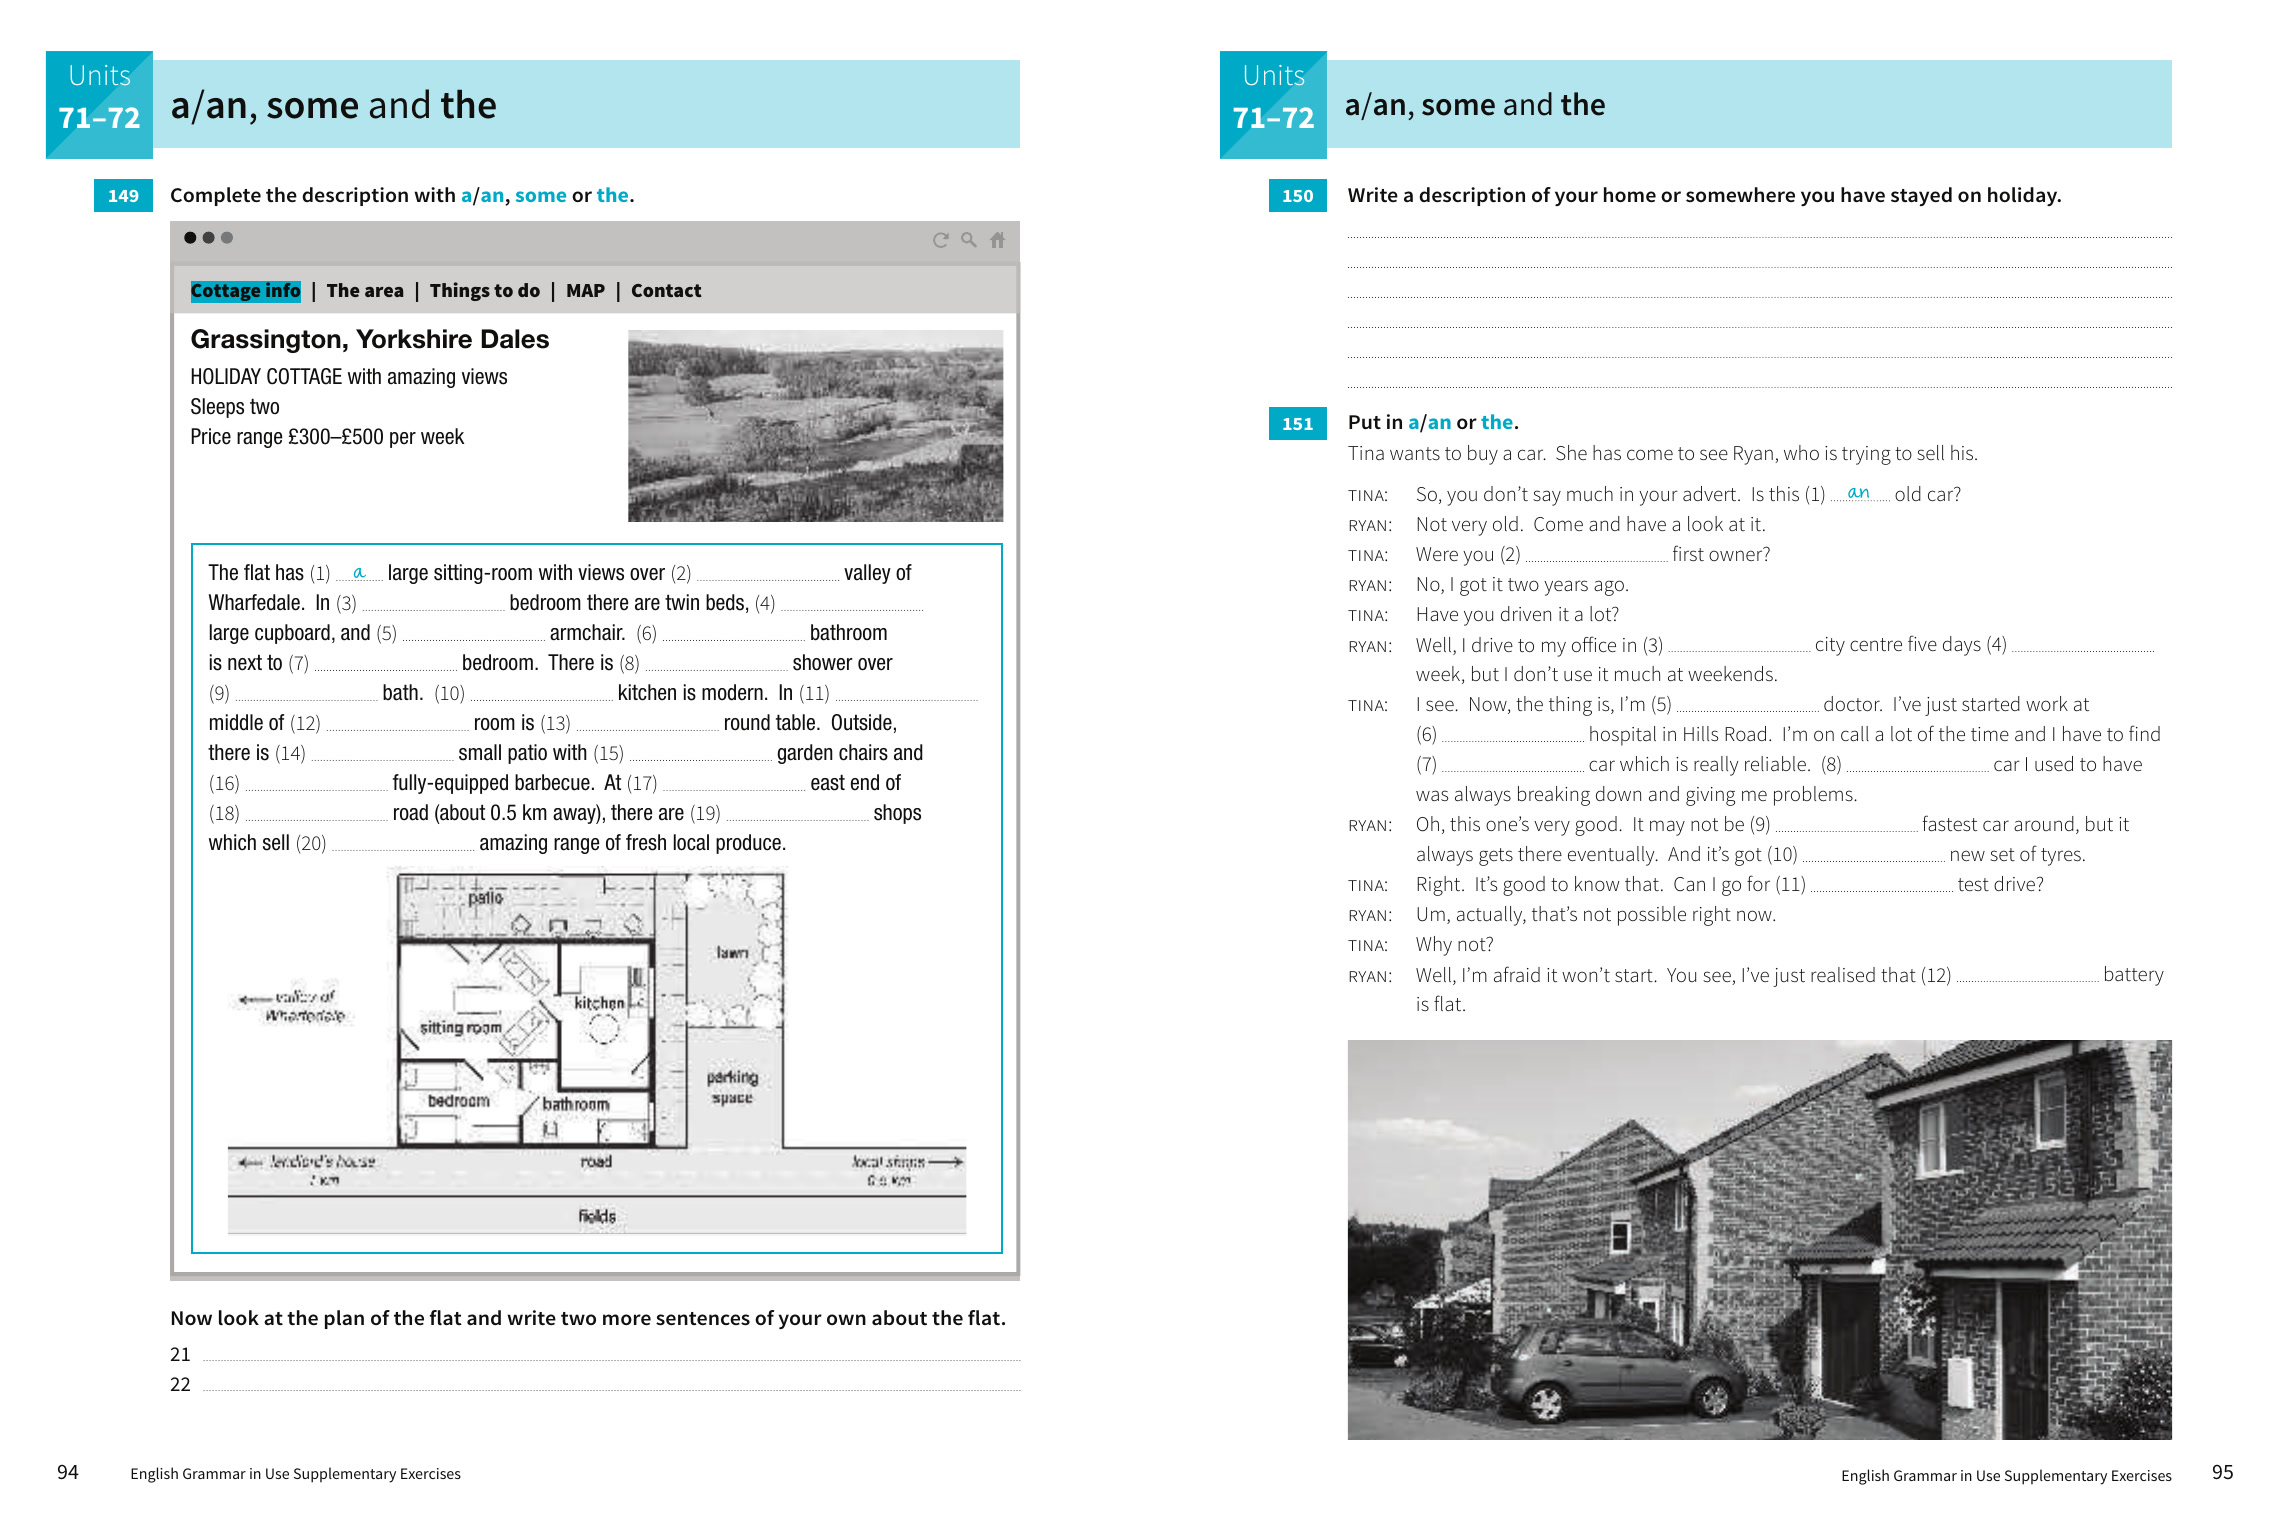 Units
71–72
a/an, some and the
149
Complete the description with a/an, some or the.
Cottage info | The area | Things to do | MAP | Contact
Grassington, Yorkshire Dales
HOLIDAY COTTAGE with amazing views
Sleeps two
Price range £300–£500 per week
The flat has (1) a large sitting-room with views over (2) valley of
Wharfedale. In (3) bedroom there are twin beds, (4)
large cupboard, and (5) armchair. (6) bathroom
is next to (7) bedroom. There is (8) shower over
(9) bath. (10) kitchen is modern. In (11)
middle of (12) room is (13) round table. Outside,
there is (14) small patio with (15) garden chairs and
(16) fully-equipped barbecue. At (17) east end of
(18) road (about 0.5 km away), there are (19) shops
which sell (20) amazing range of fresh local produce.
patio
lawn
valley of
Wharfedale
kitchen
sitting room
parking
space
bedroom
bathroom
landlord's house
1 km
road
local shops
0.5 km
fields
Now look at the plan of the flat and write two more sentences of your own about the flat.
21
22
94
English Grammar in Use Supplementary Exercises
Units
71–72
a/an, some and the
150
Write a description of your home or somewhere you have stayed on holiday.
151
Put in a/an or the.
Tina wants to buy a car. She has come to see Ryan, who is trying to sell his.
TINA: So, you don't say much in your advert. Is this (1) an old car?
RYAN: Not very old. Come and have a look at it.
TINA: Were you (2) first owner?
RYAN: No, I got it two years ago.
TINA: Have you driven it a lot?
RYAN: Well, I drive to my office in (3) city centre five days (4)
week, but I don't use it much at weekends.
TINA: I see. Now, the thing is, I'm (5) doctor. I've just started work at
(6) hospital in Hills Road. I'm on call a lot of the time and I have to find
(7) car which is really reliable. (8) car I used to have
was always breaking down and giving me problems.
RYAN: Oh, this one's very good. It may not be (9) fastest car around, but it
always gets there eventually. And it's got (10) new set of tyres.
TINA: Right. It's good to know that. Can I go for (11) test drive?
RYAN: Um, actually, that's not possible right now.
TINA: Why not?
RYAN: Well, I'm afraid it won't start. You see, I've just realised that (12) battery
is flat.
English Grammar in Use Supplementary Exercises
95